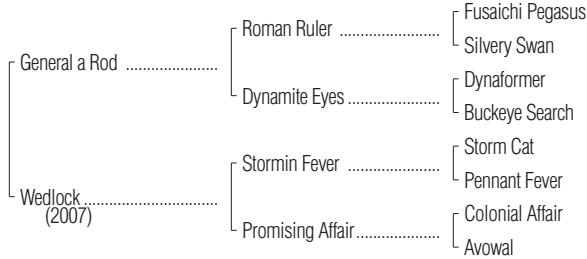 Fusaichi Pegasus
Roman Ruler ....................
Silvery Swan
General a Rod ......................
Dynaformer
Dynamite Eyes ....................
Buckeye Search
Storm Cat
Stormin Fever ....................
Pennant Fever
Wedlock ..............................
(2007)
Colonial Affair
Promising Affair ..................
Avowal